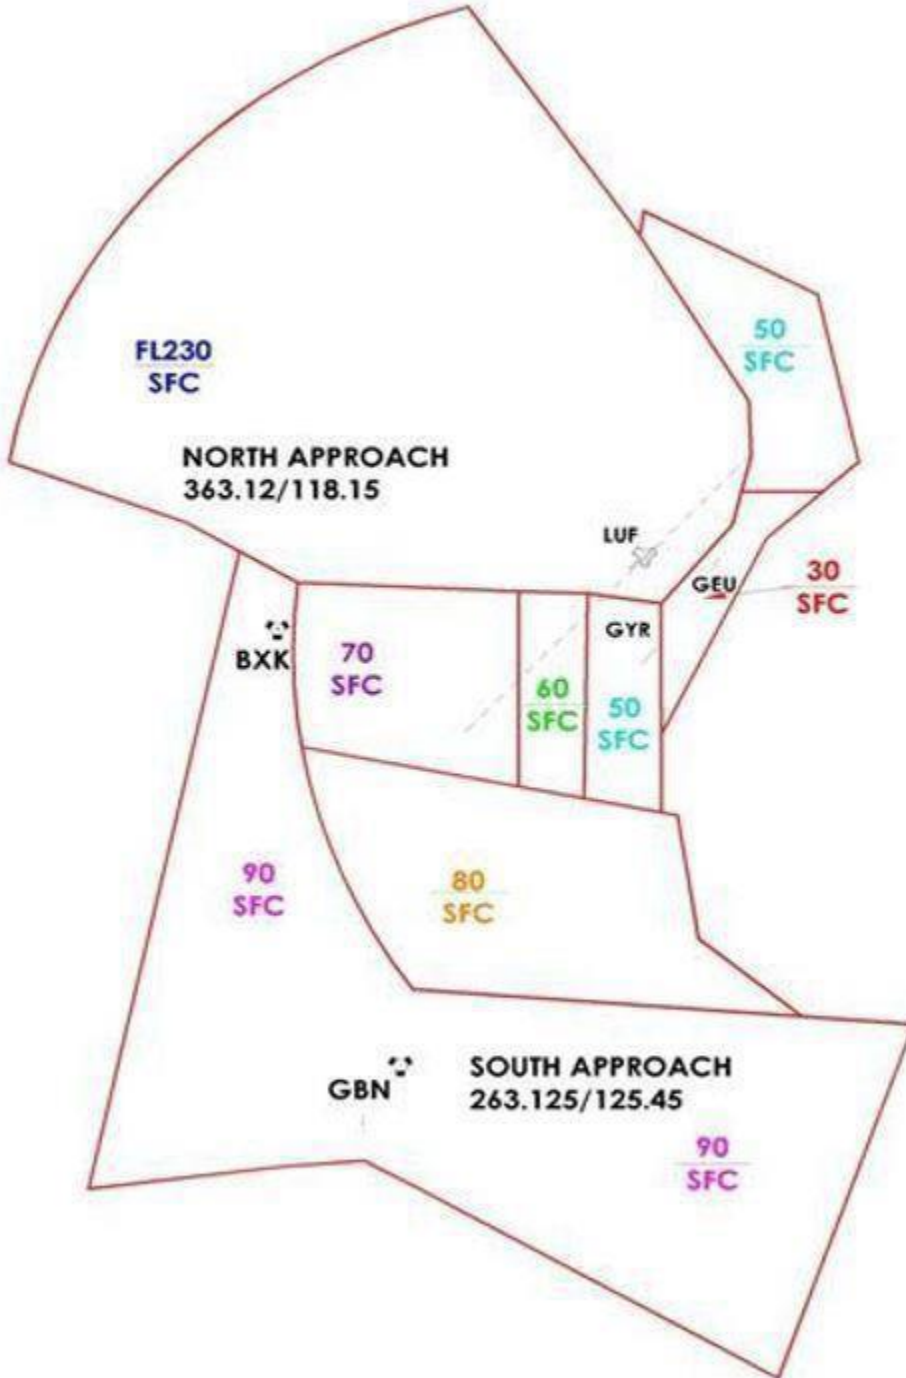 50
SFC
FL230
SFC
NORTH APPROACH
363.12/118.15
LUF
GEU
30
SFC
GYR
BXK
70
SFC
60
SFC
50
SFC
90
SFC
80
SFC
SOUTH APPROACH
263.125/125.45
GBN
90
SFC